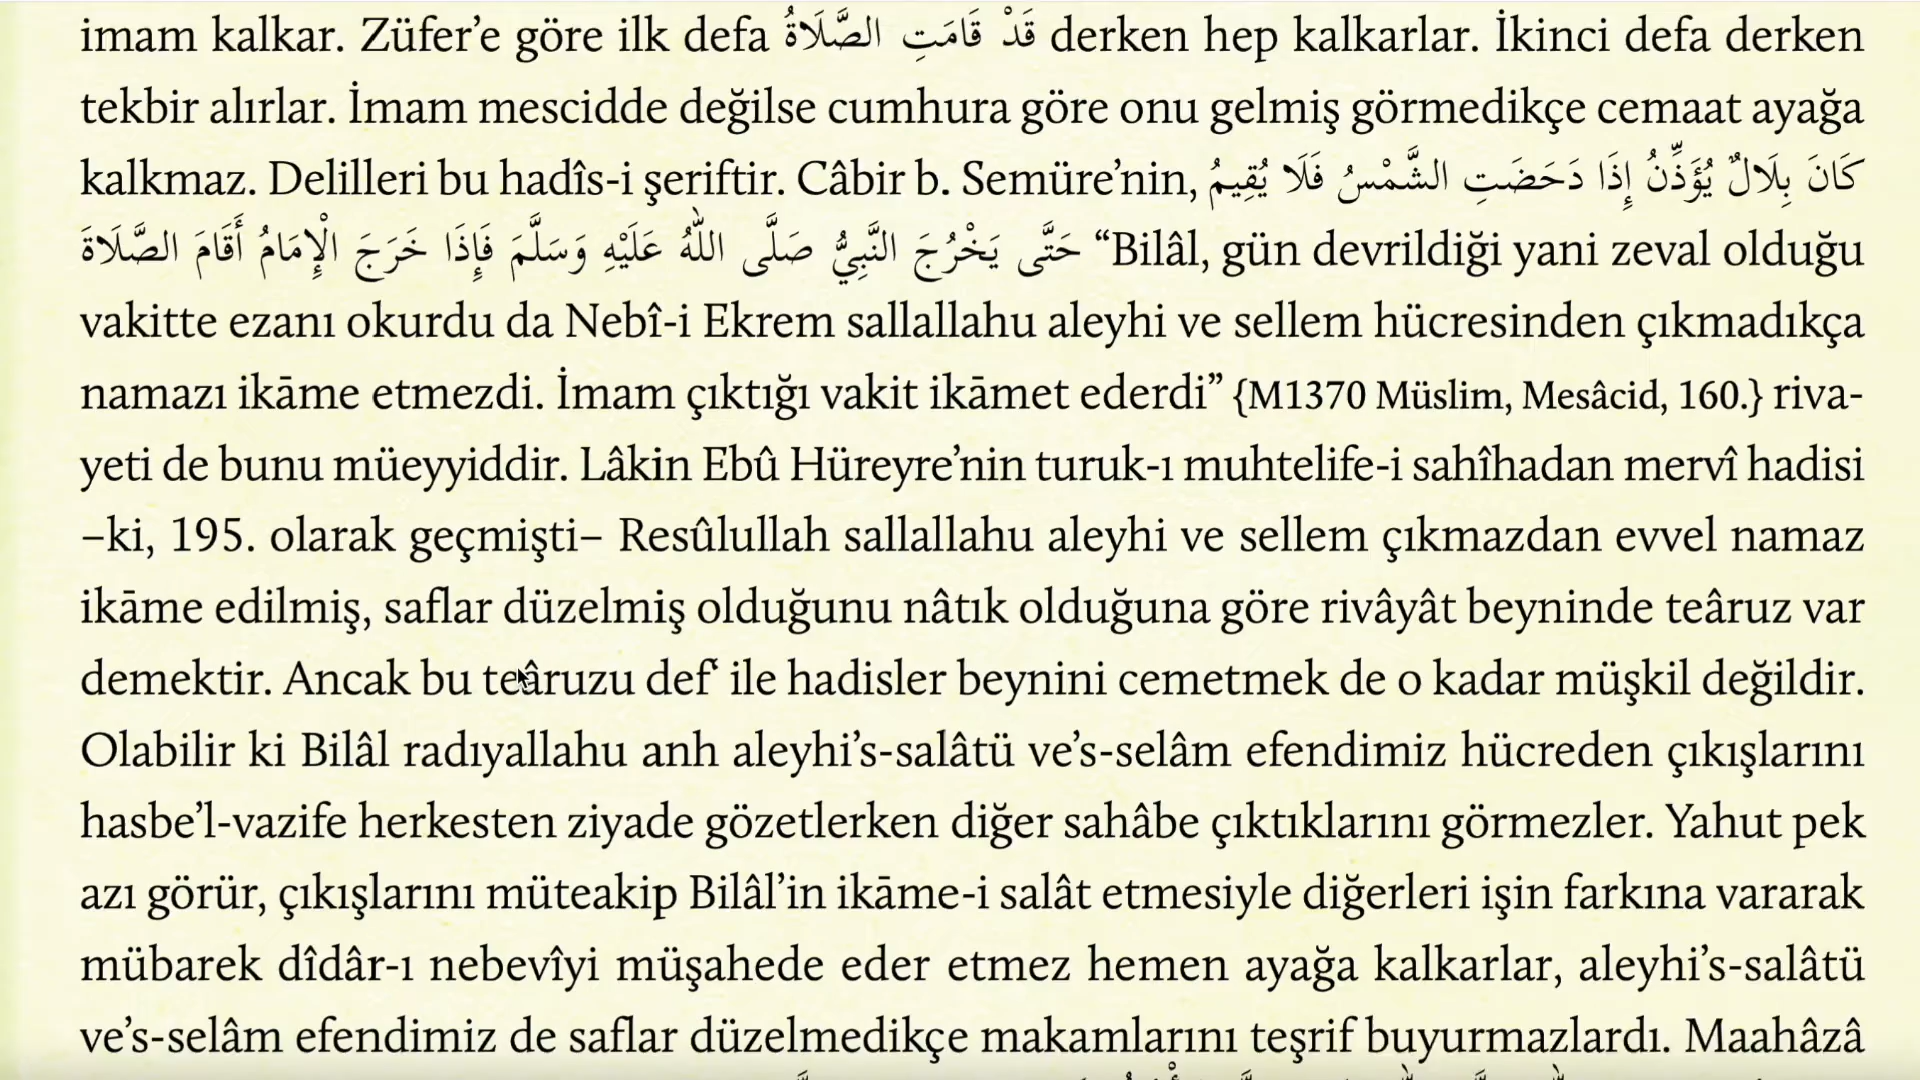 imam kalkar. Züfer’e göre ilk defa قَدْ قَامَتِ الصَّلَاةُ derken hep kalkarlar. İkinci defa derken
tekbir alırlar. İmam mescidde değilse cumhura göre onu gelmiş görmedikçe cemaat ayağa
kalkmaz. Delilleri bu hadîs-i şeriftir. Câbir b. Semüre’nin, كَانَ بِلَالٌ يُؤَذِّنُ إِذَا دَحَضَتِ الشَّمْسُ فَلَا يُقِيمُ
حَتَّى يَخْرُجَ النَّبِيُّ صَلَّى اللهُ عَلَيْهِ وَسَلَّمَ فَإِذَا خَرَجَ الْإِمَامُ أَقَامَ الصَّلَاةَ “Bilâl, gün devrildiği yani zeval olduğu
vakitte ezanı okurdu da Nebî-i Ekrem sallallahu aleyhi ve sellem hücresinden çıkmadıkça
namazı ikāme etmezdi. İmam çıktığı vakit ikāmet ederdi” {M1370 Müslim, Mesâcid, 160.} riva-
yeti de bunu müeyyiddir. Lâkin Ebû Hüreyre’nin turuk-ı muhtelife-i sahîhadan mervî hadisi
–ki, 195. olarak geçmişti– Resûlullah sallallahu aleyhi ve sellem çıkmazdan evvel namaz
ikāme edilmiş, saflar düzelmiş olduğunu nâtık olduğuna göre rivâyât beyninde teâruz var
demektir. Ancak bu teâruzu def‘ ile hadisler beynini cemetmek de o kadar müşkil değildir.
Olabilir ki Bilâl radıyallahu anh aleyhi’s-salâtü ve’s-selâm efendimiz hücreden çıkışlarını
hasbe’l-vazife herkesten ziyade gözetlerken diğer sahâbe çıktıklarını görmezler. Yahut pek
azı görür, çıkışlarını müteakip Bilâl’in ikāme-i salât etmesiyle diğerleri işin farkına vararak
mübarek dîdâr-ı nebevîyi müşahede eder etmez hemen ayağa kalkarlar, aleyhi’s-salâtü
ve’s-selâm efendimiz de saflar düzelmedikçe makamlarını teşrif buyurmazlardı. Maahâzâ